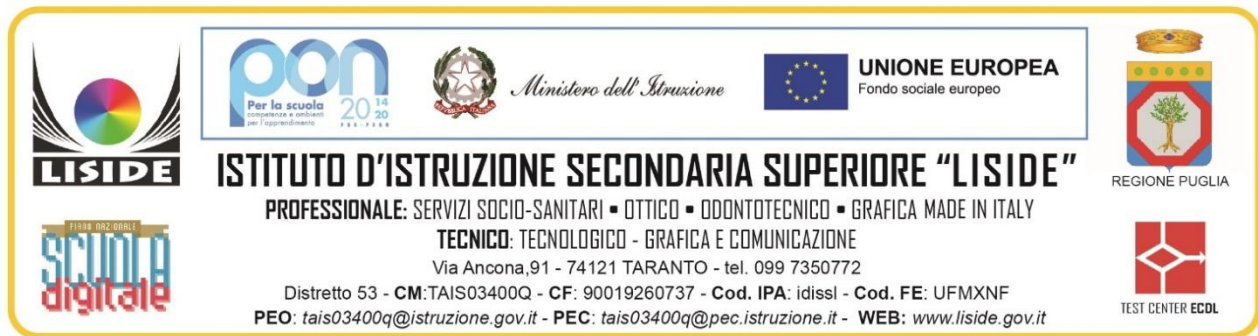 LISIDE
PIANO NAZIONALE
SCUOLA
digitale
pon
Per la scuola
competenze e ambienti
per l'apprendimento
2014
2020
FSE-FESR
REPVBBLICA ITALIANA
Ministero dell'Istruzione
UNIONE EUROPEA
Fondo sociale europeo
ISTITUTO D'ISTRUZIONE SECONDARIA SUPERIORE “LISIDE”
PROFESSIONALE: SERVIZI SOCIO-SANITARI ▪ OTTICO ▪ ODONTOTECNICO ▪ GRAFICA MADE IN ITALY
TECNICO: TECNOLOGICO - GRAFICA E COMUNICAZIONE
Via Ancona,91 - 74121 TARANTO - tel. 099 7350772
Distretto 53 - CM:TAIS03400Q - CF: 90019260737 - Cod. IPA: idissl - Cod. FE: UFMXNF
PEO: tais03400q@istruzione.gov.it - PEC: tais03400q@pec.istruzione.it - WEB: www.liside.gov.it
REGIONE PUGLIA
TEST CENTER ECDL